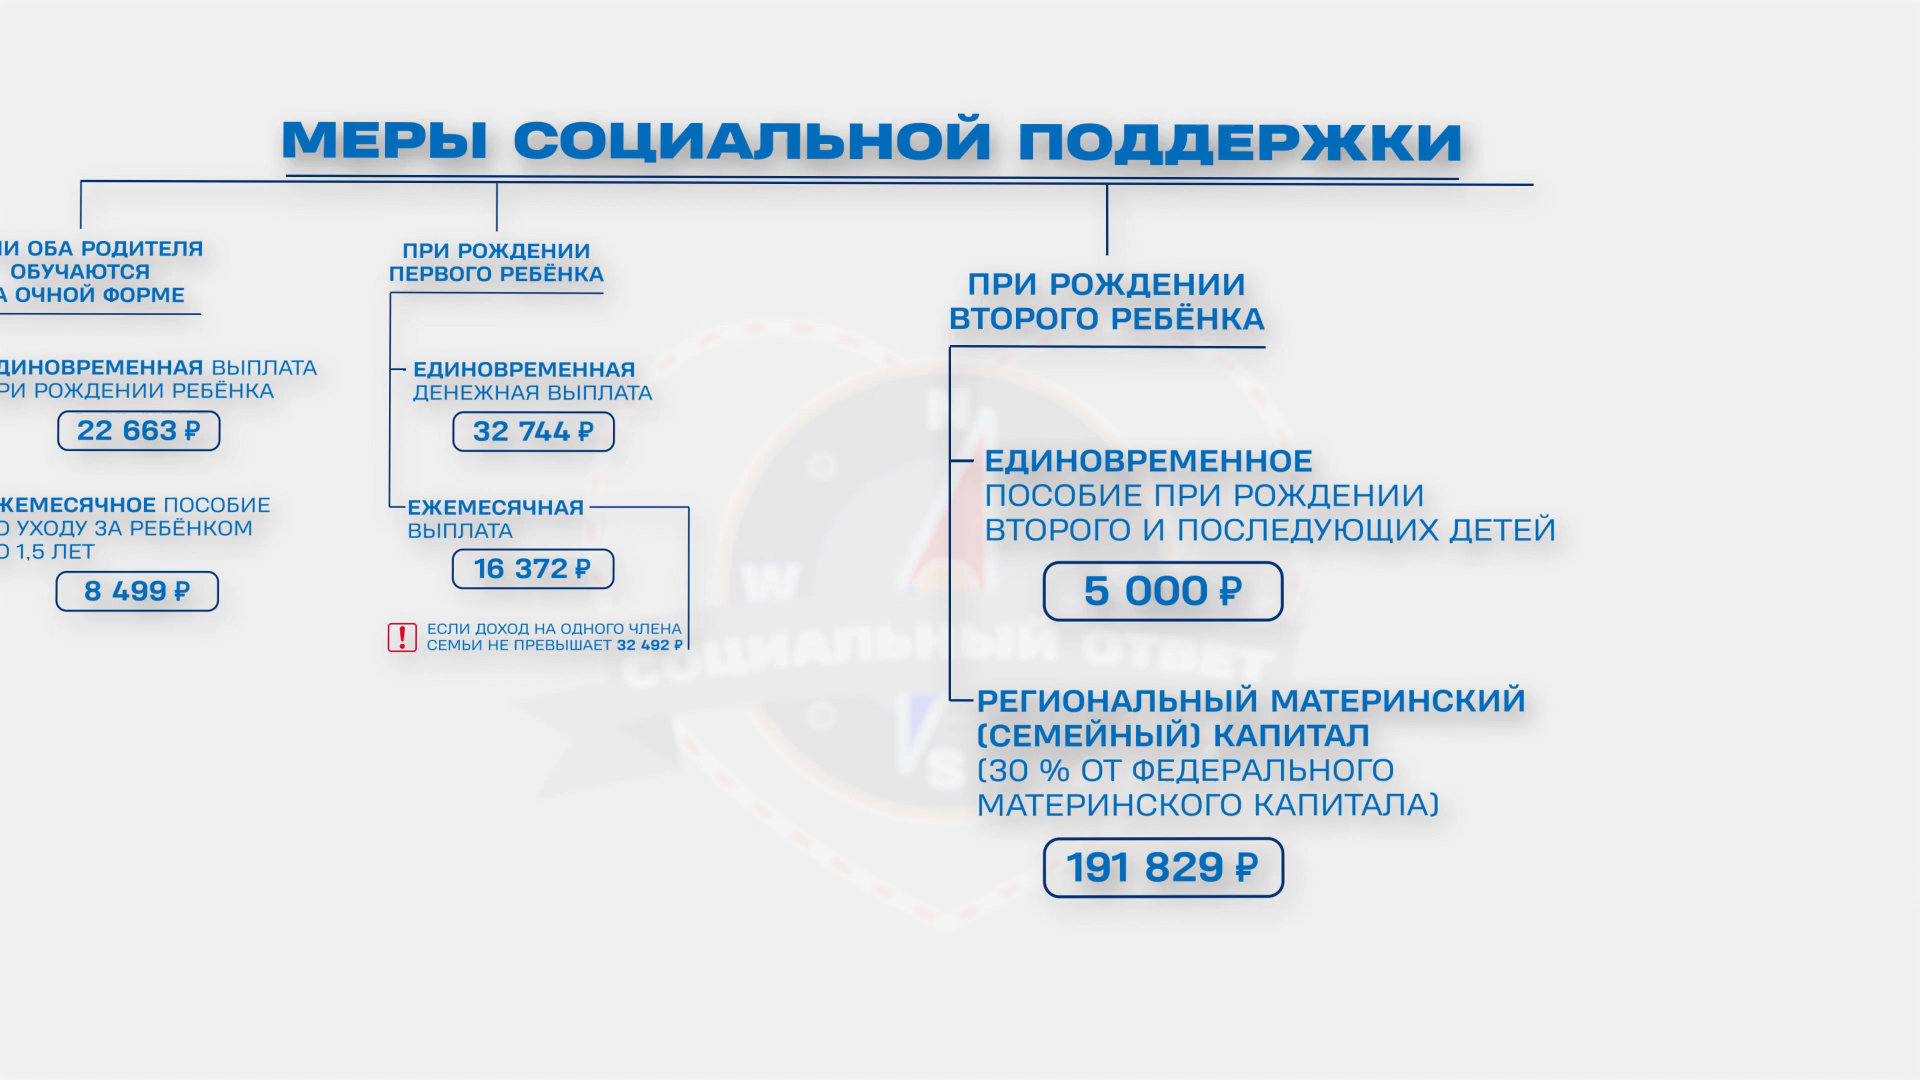 МЕРЫ СОЦИАЛЬНОЙ ПОДДЕРЖКИ
ОБА РОДИТЕЛЯ
ОБУЧАЮТСЯ
ОЧНОЙ ФОРМЕ
ВЫПЛАТА
РОЖДЕНИИ РЕБЁНКА
22 663 ₽
ПОСОБИЕ
УХОДУ ЗА РЕБЁНКОМ
1,5 ЛЕТ
8 499 ₽
ПРИ РОЖДЕНИИ
ПЕРВОГО РЕБЁНКА
ЕДИНОВРЕМЕННАЯ
ДЕНЕЖНАЯ ВЫПЛАТА
32 744 ₽
ЕЖЕМЕСЯЧНАЯ
ВЫПЛАТА
16 372 ₽
! ЕСЛИ ДОХОД НА ОДНОГО ЧЛЕНА
СЕМЬИ НЕ ПРЕВЫШАЕТ 32 492 ₽
ПРИ РОЖДЕНИИ
ВТОРОГО РЕБЁНКА
ЕДИНОВРЕМЕННОЕ
ПОСОБИЕ ПРИ РОЖДЕНИИ
ВТОРОГО И ПОСЛЕДУЮЩИХ ДЕТЕЙ
5 000 ₽
РЕГИОНАЛЬНЫЙ МАТЕРИНСКИЙ
(СЕМЕЙНЫЙ) КАПИТАЛ
(30 % ОТ ФЕДЕРАЛЬНОГО
МАТЕРИНСКОГО КАПИТАЛА)
191 829 ₽
N
W
S
СОЦИАЛЬНЫЙ ОТВЕТ